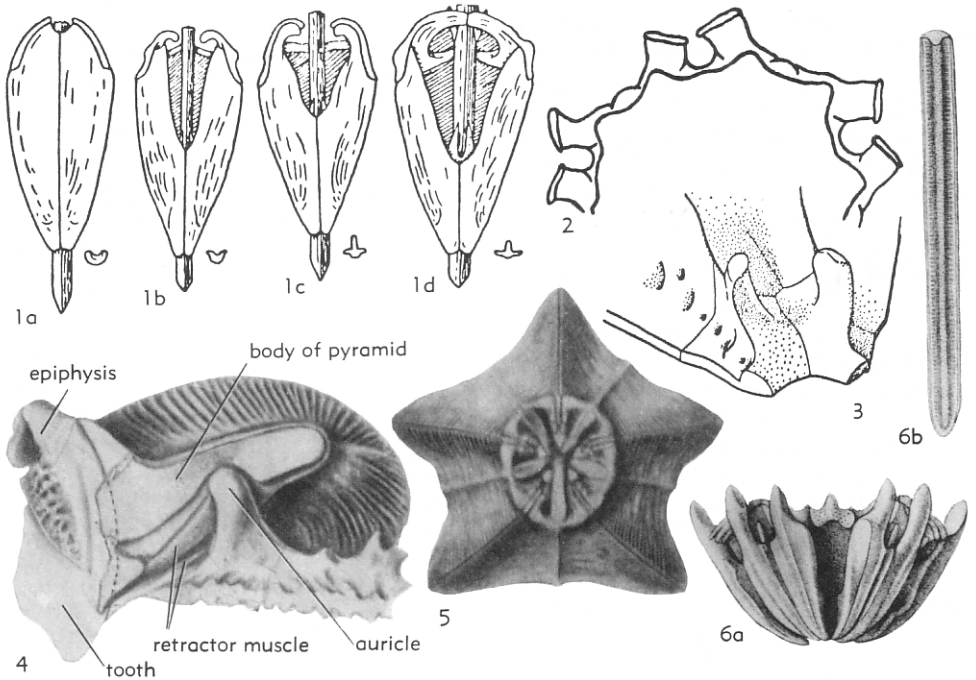 1a
1b
1c
1d
2
3
6b
epiphysis
body of pyramid
retractor muscle
auricle
tooth
4
5
6a